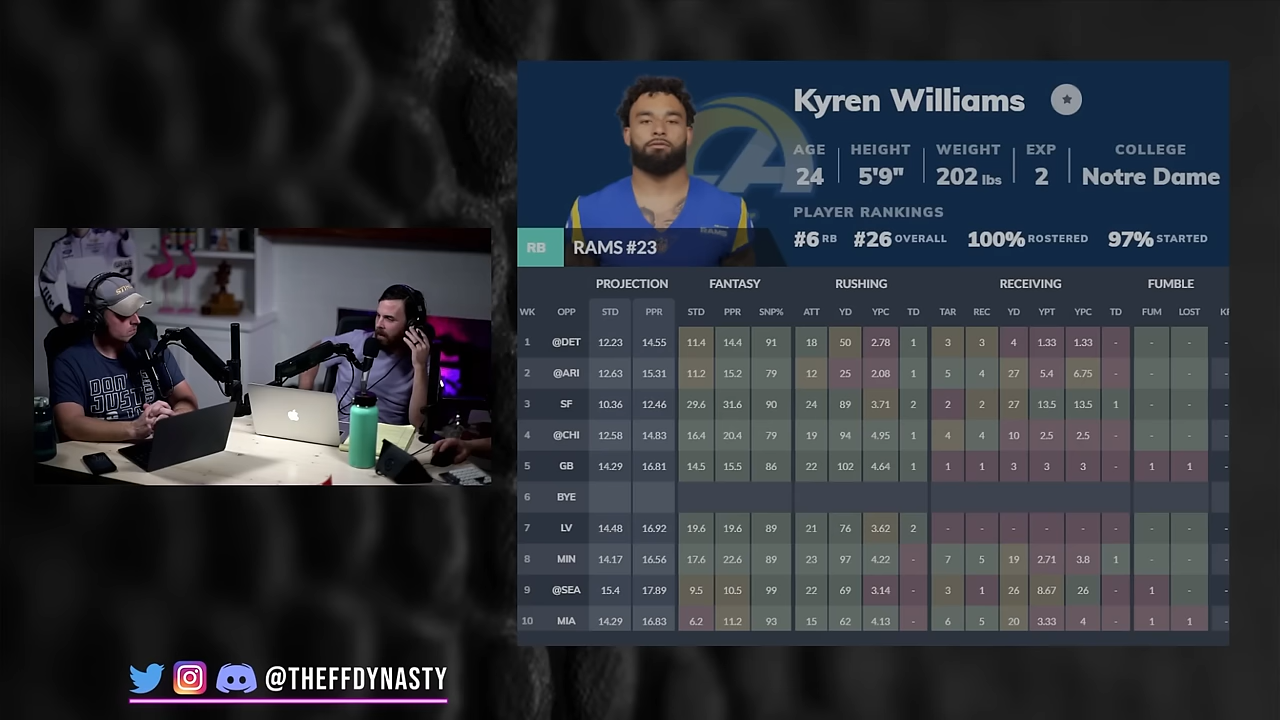 Kyren Williams
AGE HEIGHT WEIGHT EXP COLLEGE
24 5'9" 202 lbs 2 Notre Dame
PLAYER RANKINGS
#6 RB #26 OVERALL 100% ROSTERED 97% STARTED
RB RAMS #23
RAMS
PROJECTION FANTASY RUSHING RECEIVING FUMBLE
WK OPP STD PPR STD PPR SNP% ATT YD YPC TD TAR REC YD YPT YPC TD FUM LOST
1 @DET 12.23 14.55 11.4 14.4 91 18 50 2.78 1 3 3 4 1.33 1.33 - - - -
2 @ARI 12.63 15.31 11.2 15.2 79 12 25 2.08 1 5 4 27 5.4 6.75 - - - -
3 SF 10.36 12.46 29.6 31.6 90 24 89 3.71 2 2 2 27 13.5 13.5 1 - - -
4 @CHI 12.58 14.83 16.4 20.4 79 19 94 4.95 1 4 4 10 2.5 2.5 - - - -
5 GB 14.29 16.81 14.5 15.5 86 22 102 4.64 1 1 1 3 3 3 - 1 1 -
6 BYE
7 LV 14.48 16.92 19.6 19.6 89 21 76 3.62 2 - - - - - - - - -
8 MIN 14.17 16.56 17.6 22.6 89 23 97 4.22 - 7 5 19 2.71 3.8 1 - - -
9 @SEA 15.4 17.89 9.5 10.5 99 22 69 3.14 - 3 1 26 8.67 26 - 1 - -
10 MIA 14.29 16.83 6.2 11.2 93 15 62 4.13 - 6 5 20 3.33 4 - 1 1 -
DON
JUST
@THEFFDYNASTY